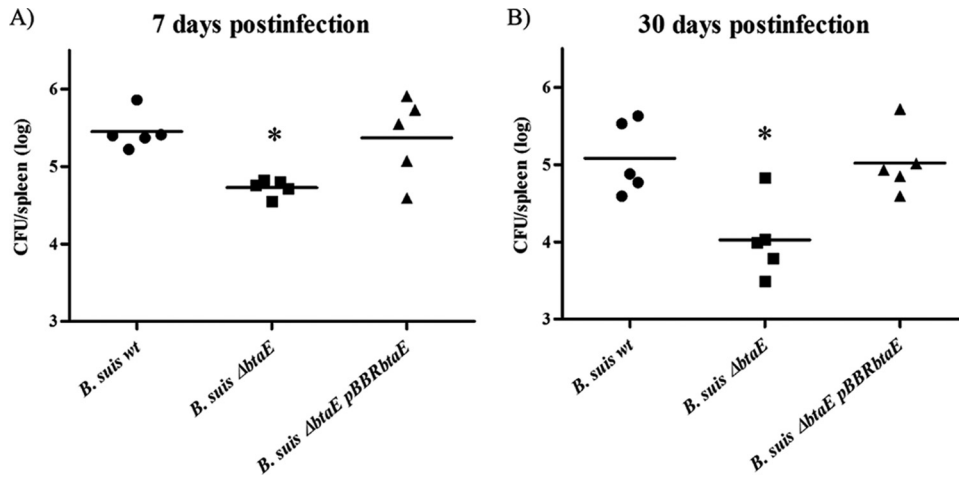 A)
7 days postinfection
CFU/spleen (log)
6
5
4
3
*
B. suis wt
B. suis ΔbtaE
B. suis ΔbtaE pBBRbtaE
B)
30 days postinfection
CFU/spleen (log)
6
5
4
3
*
B. suis wt
B. suis ΔbtaE
B. suis ΔbtaE pBBRbtaE